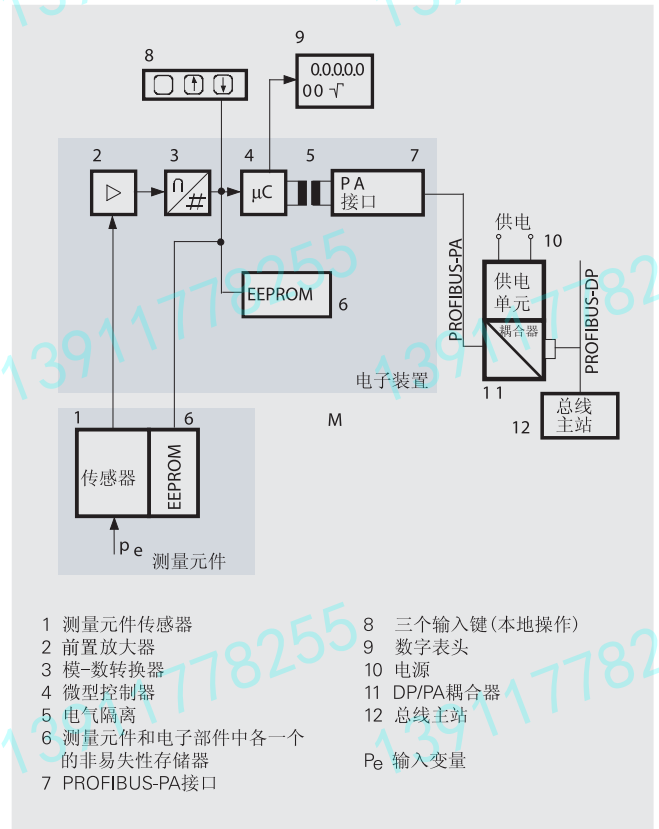 9
8
0.0.0.0.0
00 √
2
3
4
5
7
∩
#
μC
PA
接口
供电
10
EEPROM
6
PROFIBUS-PA
供电
单元
耦合器
PROFIBUS-DP
电子装置
11
总线
主站
12
1
6
M
传感器
EEPROM
pe
测量元件
1 测量元件传感器
2 前置放大器
3 模-数转换器
4 微型控制器
5 电气隔离
6 测量元件和电子部件中各一个
的非易失性存储器
7 PROFIBUS-PA接口
8 三个输入键(本地操作)
9 数字表头
10 电源
11 DP/PA耦合器
12 总线主站
Pe 输入变量
13911778255
13911778255